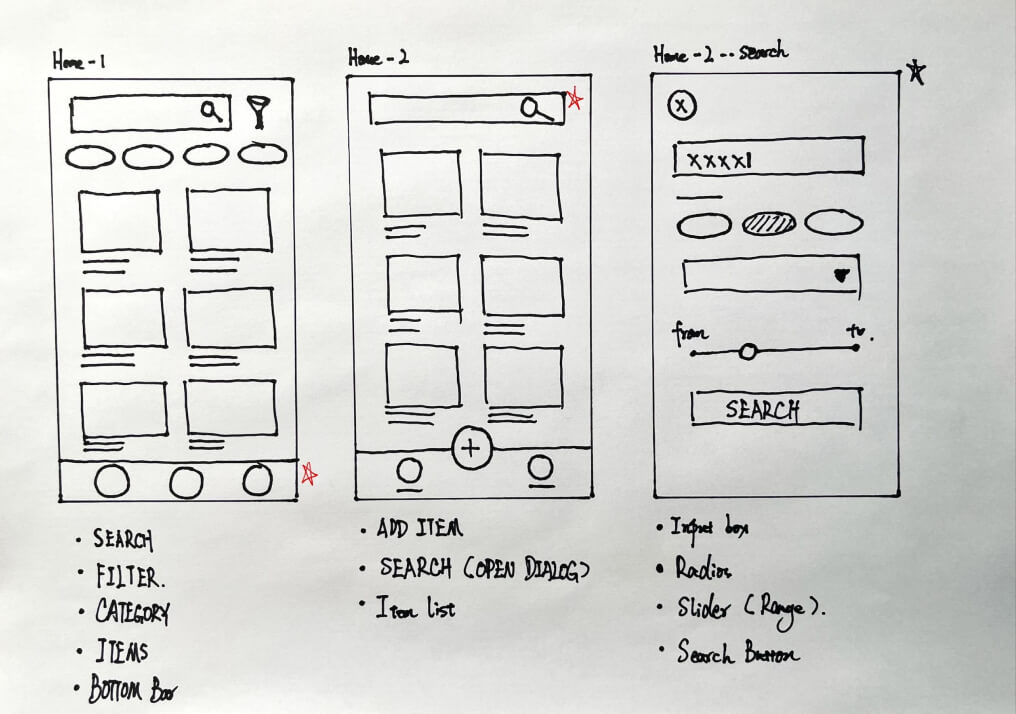 Home - 1
Home - 2
Home - 2 -- search
x
xxxx
from
to.
SEARCH
+
• SEARCH
• FILTER.
• CATEGORY
• ITEMS
• BOTTOM Bar
• ADD ITEM
• SEARCH (OPEN DIALOG)
• Item list
• Input box
• Radios
• Slider (Range).
• Search Button